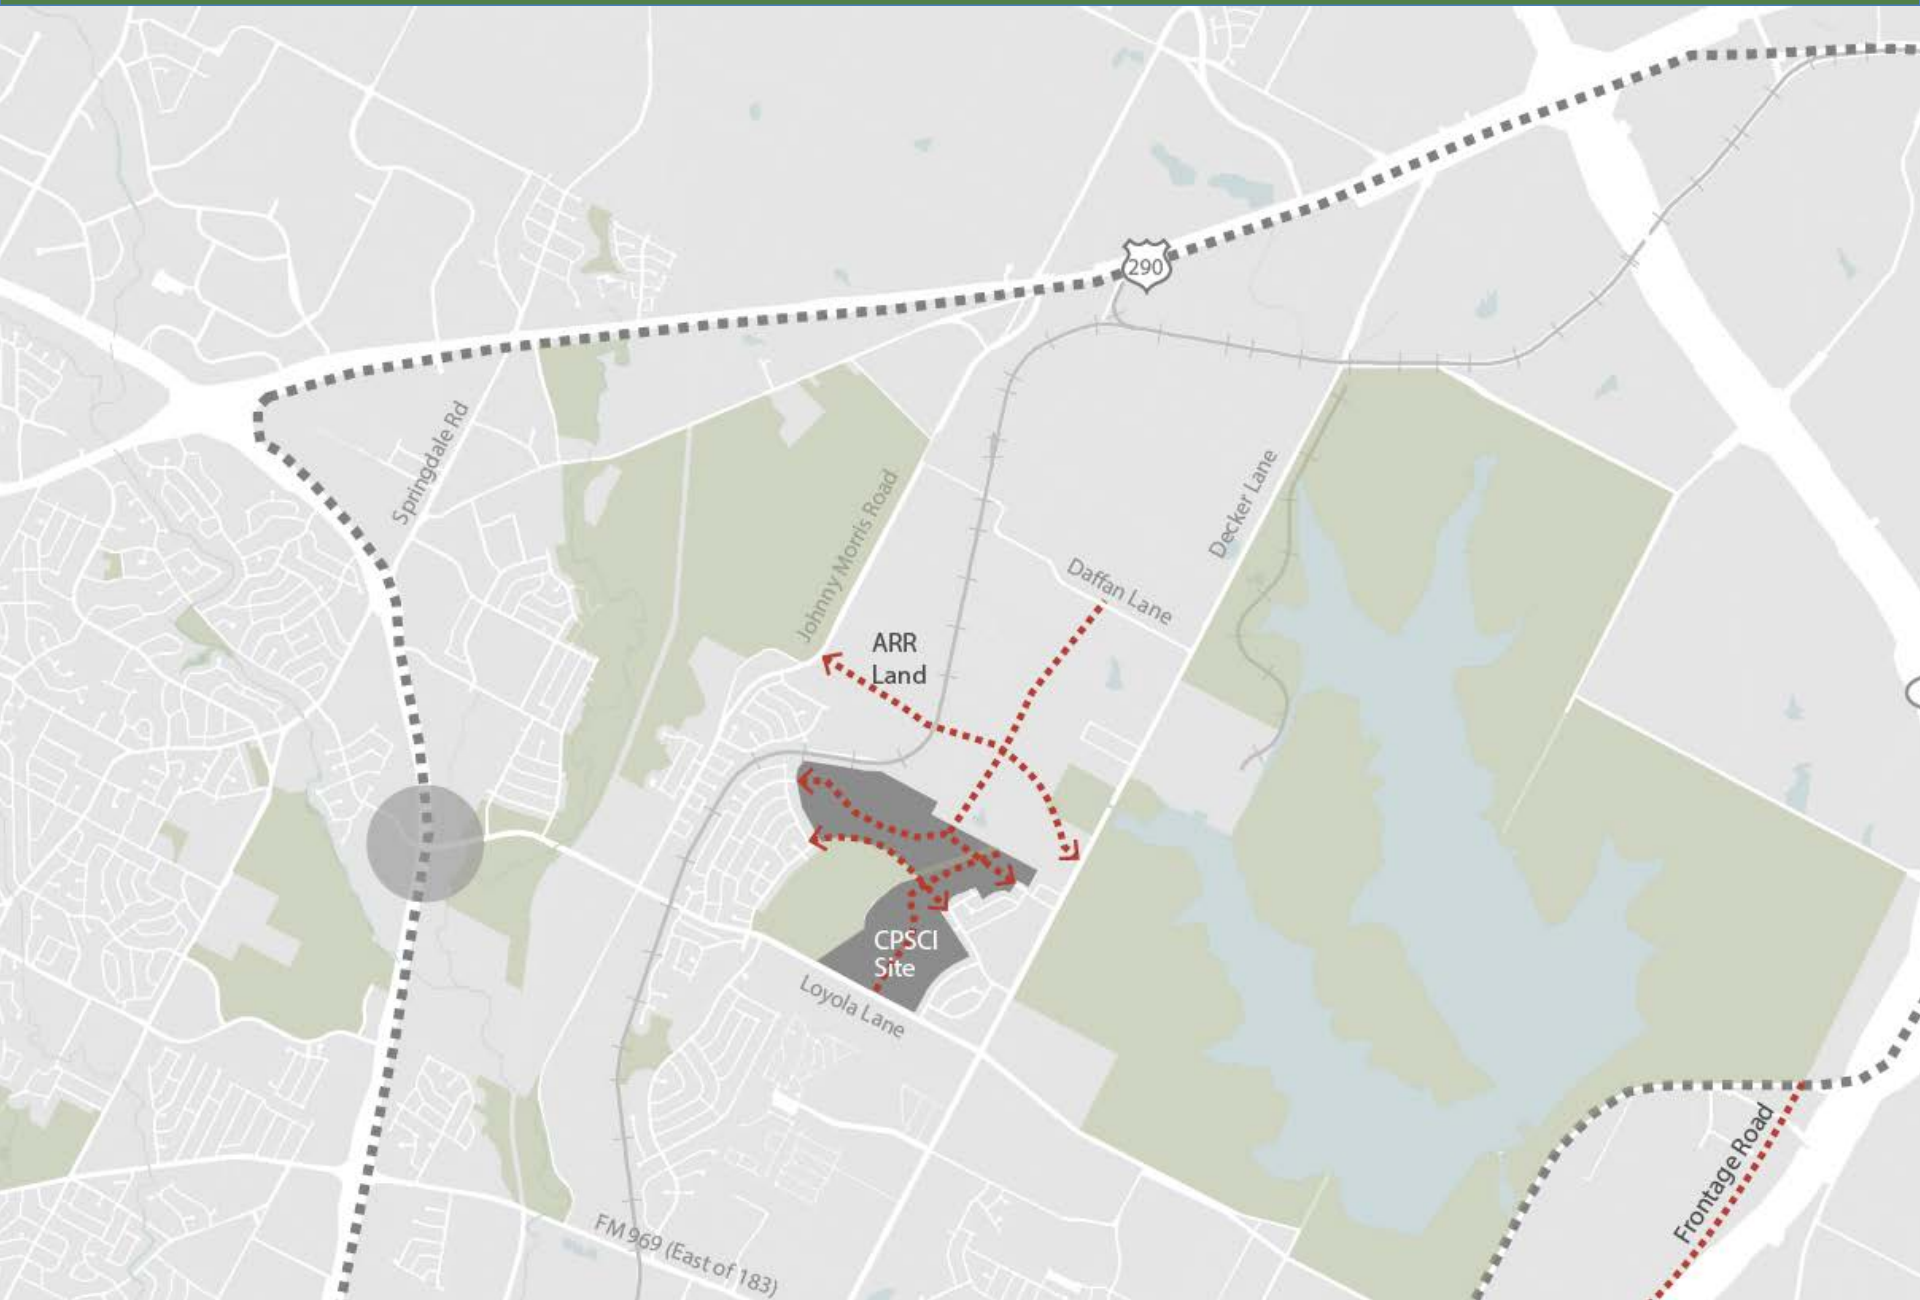 290
Springdale Rd
Johnny Morris Road
Decker Lane
Daffan Lane
ARR
Land
CPSCI
Site
Loyola Lane
Frontage Road
FM 969 (East of 183)